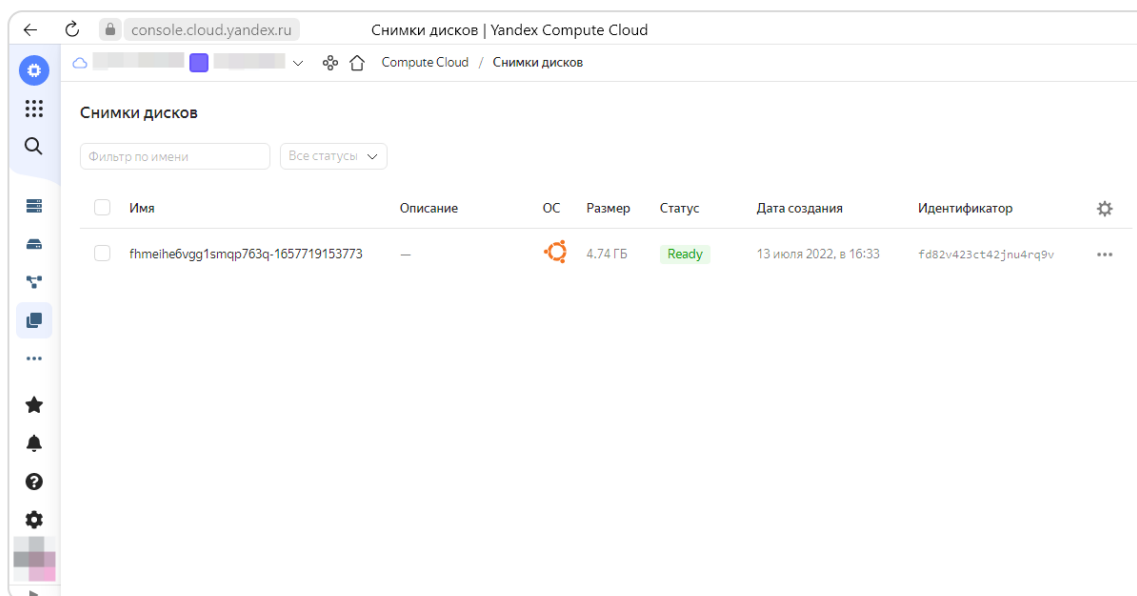 console.cloud.yandex.ru Снимки дисков | Yandex Compute Cloud
Compute Cloud / Снимки дисков
Снимки дисков
Фильтр по имени Все статусы
Имя Описание ОС Размер Статус Дата создания Идентификатор
fhmeihe6vgg1smqp763q-1657719153773 — 4.74 ГБ Ready 13 июля 2022, в 16:33 fd82v423ct42jnu4rq9v